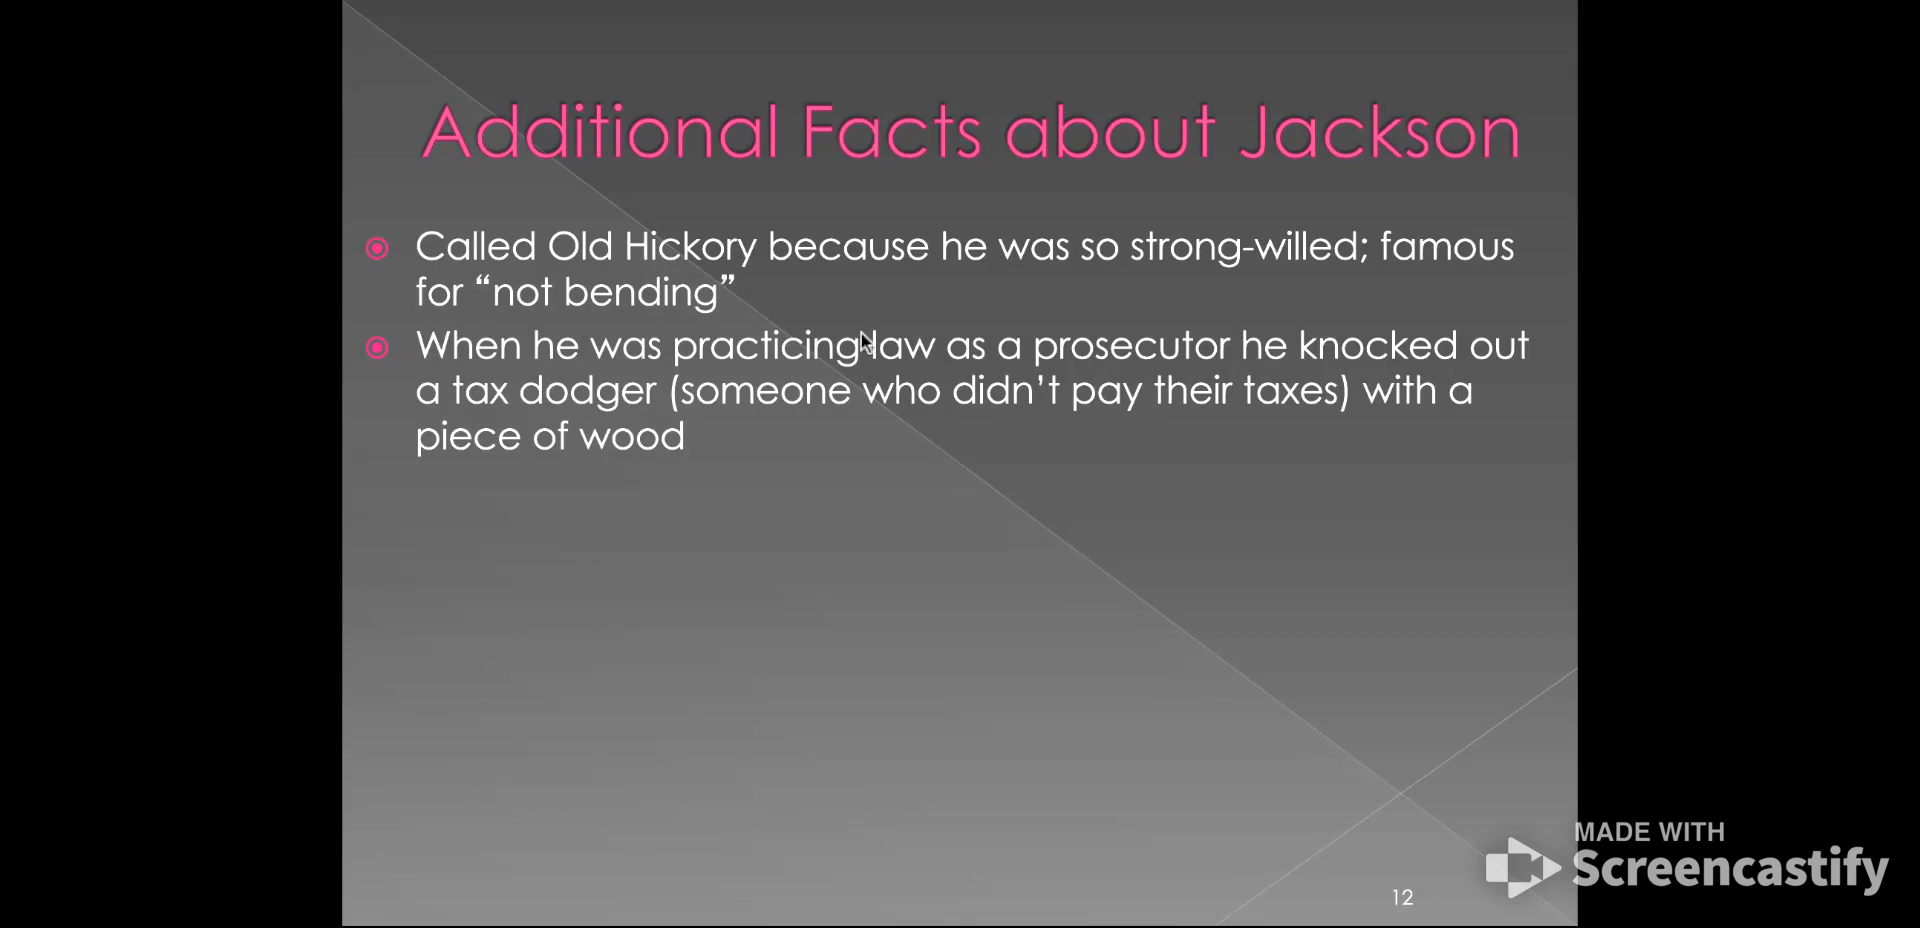 Additional Facts about Jackson
Called Old Hickory because he was so strong-willed; famous
for “not bending”
When he was practicing law as a prosecutor he knocked out
a tax dodger (someone who didn’t pay their taxes) with a
piece of wood
MADE WITH
Screencastify
12